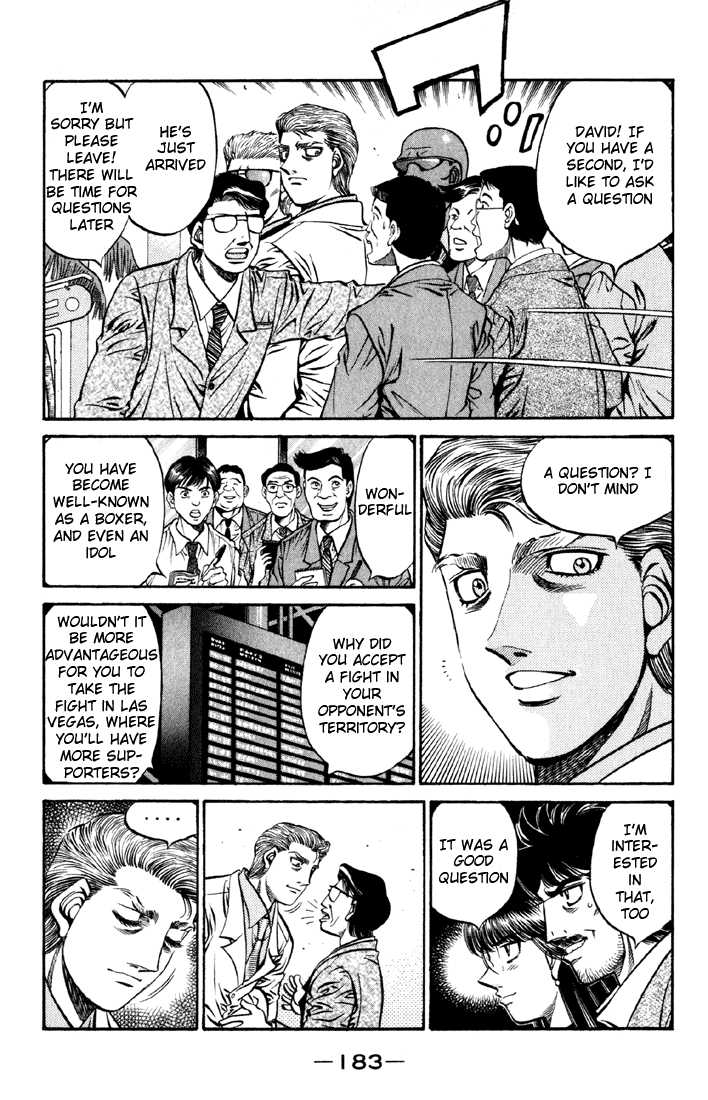 DAVID! IF
YOU HAVE A
SECOND, I'D
LIKE TO ASK
A QUESTION
HE'S
JUST
ARRIVED
I'M
SORRY BUT
PLEASE
LEAVE!
THERE WILL
BE TIME FOR
QUESTIONS
LATER
A QUESTION? I
DON'T MIND
WON-
DERFUL
YOU HAVE
BECOME
WELL-KNOWN
AS A BOXER,
AND EVEN AN
IDOL
WHY DID
YOU ACCEPT
A FIGHT IN
YOUR
OPPONENT'S
TERRITORY?
WOULDN'T IT
BE MORE
ADVANTAGEOUS
FOR YOU TO
TAKE THE
FIGHT IN LAS
VEGAS, WHERE
YOU'LL HAVE
MORE SUP-
PORTERS?
I'M
INTER-
ESTED
IN
THAT,
TOO
IT WAS A
GOOD
QUESTION
....
—183—